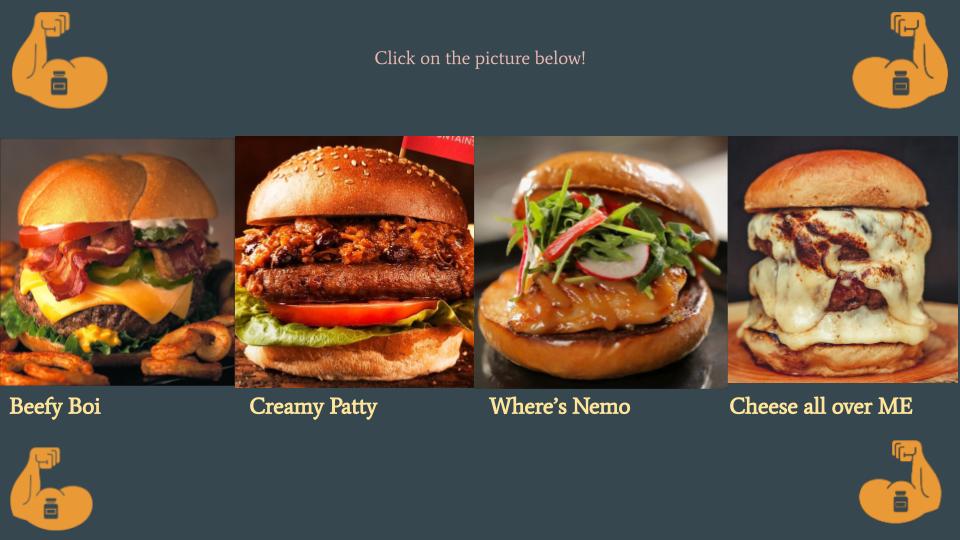 Click on the picture below!
Beefy Boi
Creamy Patty
Where's Nemo
Cheese all over ME